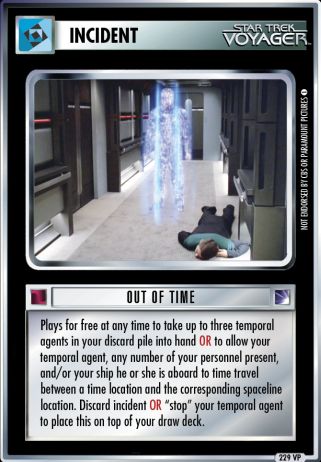 INCIDENT
STAR TREK
VOYAGER™
NOT ENDORSED BY CBS OR PARAMOUNT PICTURES
OUT OF TIME
Plays for free at any time to take up to three temporal
agents in your discard pile into hand OR to allow
your temporal agent, any number of your personnel present,
and/or your ship he or she is aboard to time travel
between a time location and the corresponding spaceline
location. Discard incident OR “stop” your temporal agent
to place this on top of your draw deck.
229 VP